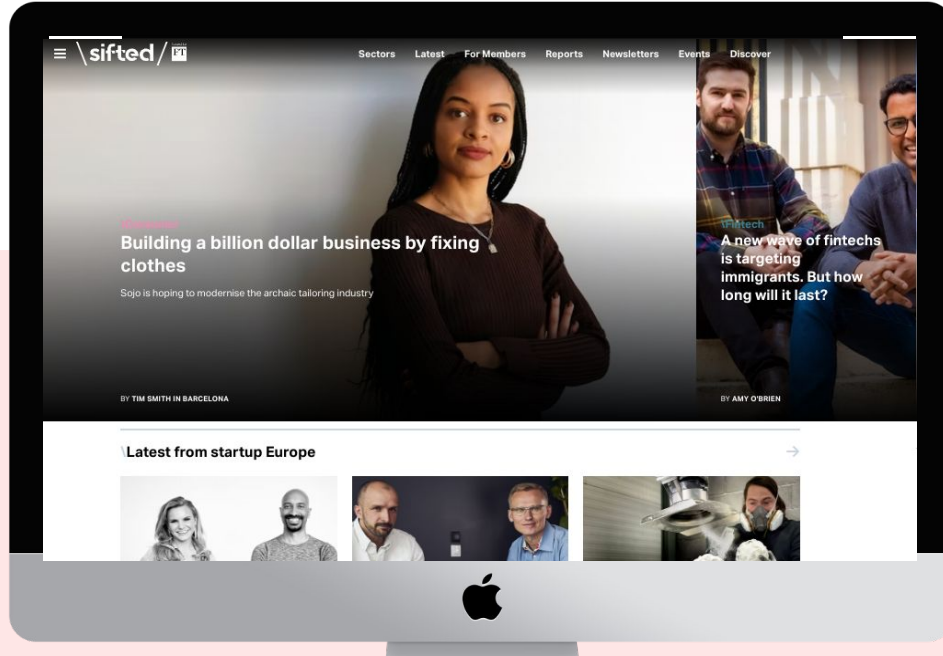 \sifted/ FT
Sectors Latest For Members Reports Newsletters Events Discover
Building a billion dollar business by fixing
clothes
Sojo is hoping to modernise the archaic tailoring industry
BY TIM SMITH IN BARCELONA
\Fintech
A new wave of fintechs
is targeting
immigrants. But how
long will it last?
BY AMY O'BRIEN
\Latest from startup Europe